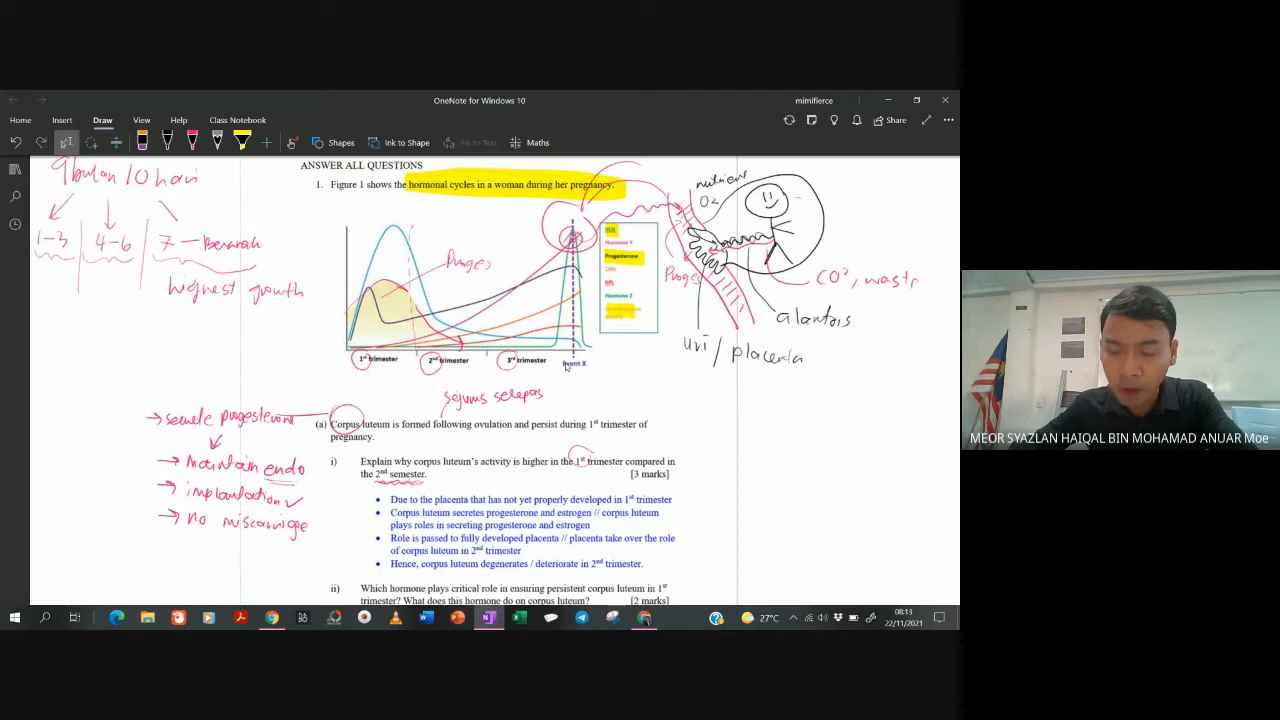 OneNote for Windows 10
mimifierce
Home
Insert
Draw
View
Help
Class Notebook
Share
Shapes
Ink to Shape
Ink to Text
Maths
ANSWER ALL QUESTIONS
1. Figure 1 shows the hormonal cycles in a woman during her pregnancy.
9 bulan 10 hari
1-3
4-6
7 -
highest growth
Proges
HCG
Hormone Y
Progesterone
CRH
HPL
Hormone Z
1st trimester
2nd trimester
3rd trimester
Event X
nutrient
O2
Proges
CO2, waste
alantois
uri / placenta
sejurus selepas
→ progesterone
→ Maintain endo
→ implantation ✓
→ no miscarriage
(a) Corpus luteum is formed following ovulation and persist during 1st trimester of
pregnancy.
i) Explain why corpus luteum's activity is higher in the 1st trimester compared in
the 2nd semester. [3 marks]
• Due to the placenta that has not yet properly developed in 1st trimester
• Corpus luteum secretes progesterone and estrogen // corpus luteum
plays roles in secreting progesterone and estrogen
• Role is passed to fully developed placenta // placenta take over the role
of corpus luteum in 2nd trimester
• Hence, corpus luteum degenerates / deteriorate in 2nd trimester.
ii) Which hormone plays critical role in ensuring persistent corpus luteum in 1st
trimester? What does this hormone do on corpus luteum? [2 marks]
27°C
08:13
22/11/2021
MEOR SYAZLAN HAIQAL BIN MOHAMAD ANUAR Moe